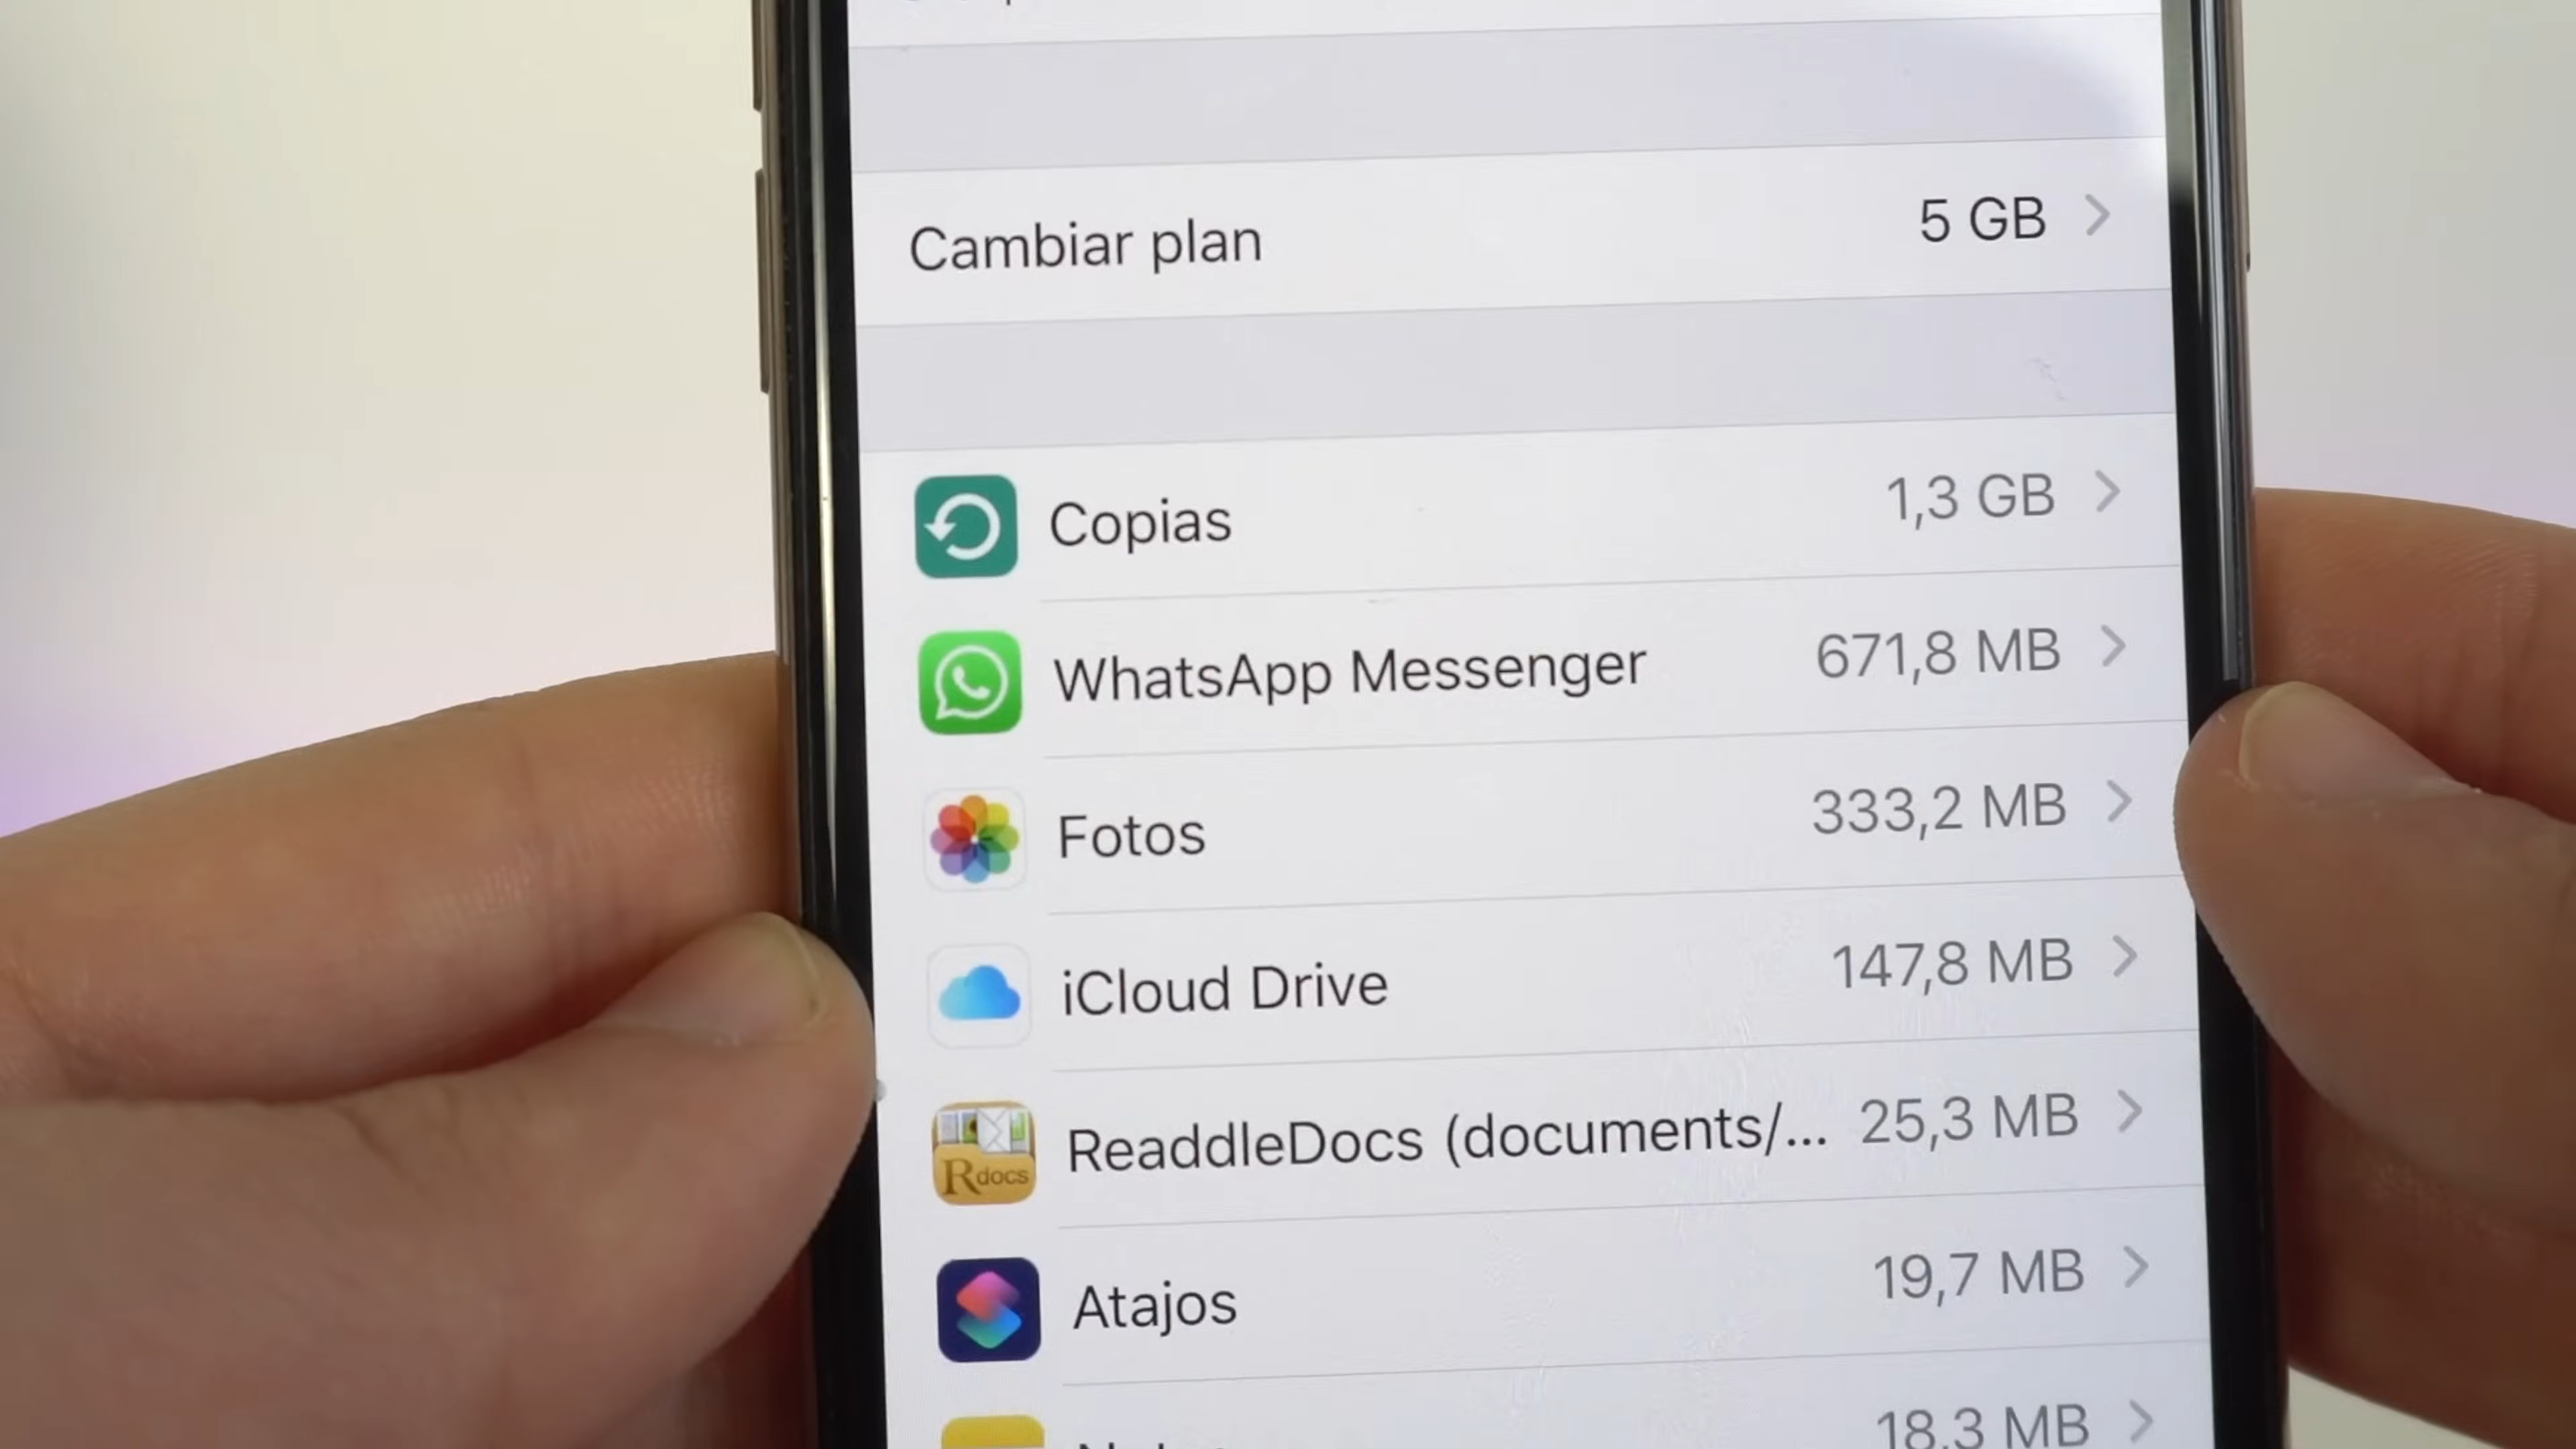 Cambiar plan 5 GB
Copias 1,3 GB
WhatsApp Messenger 671,8 MB
Fotos 333,2 MB
iCloud Drive 147,8 MB
Rdocs ReaddleDocs (documents/... 25,3 MB
Atajos 19,7 MB
18,3 MB